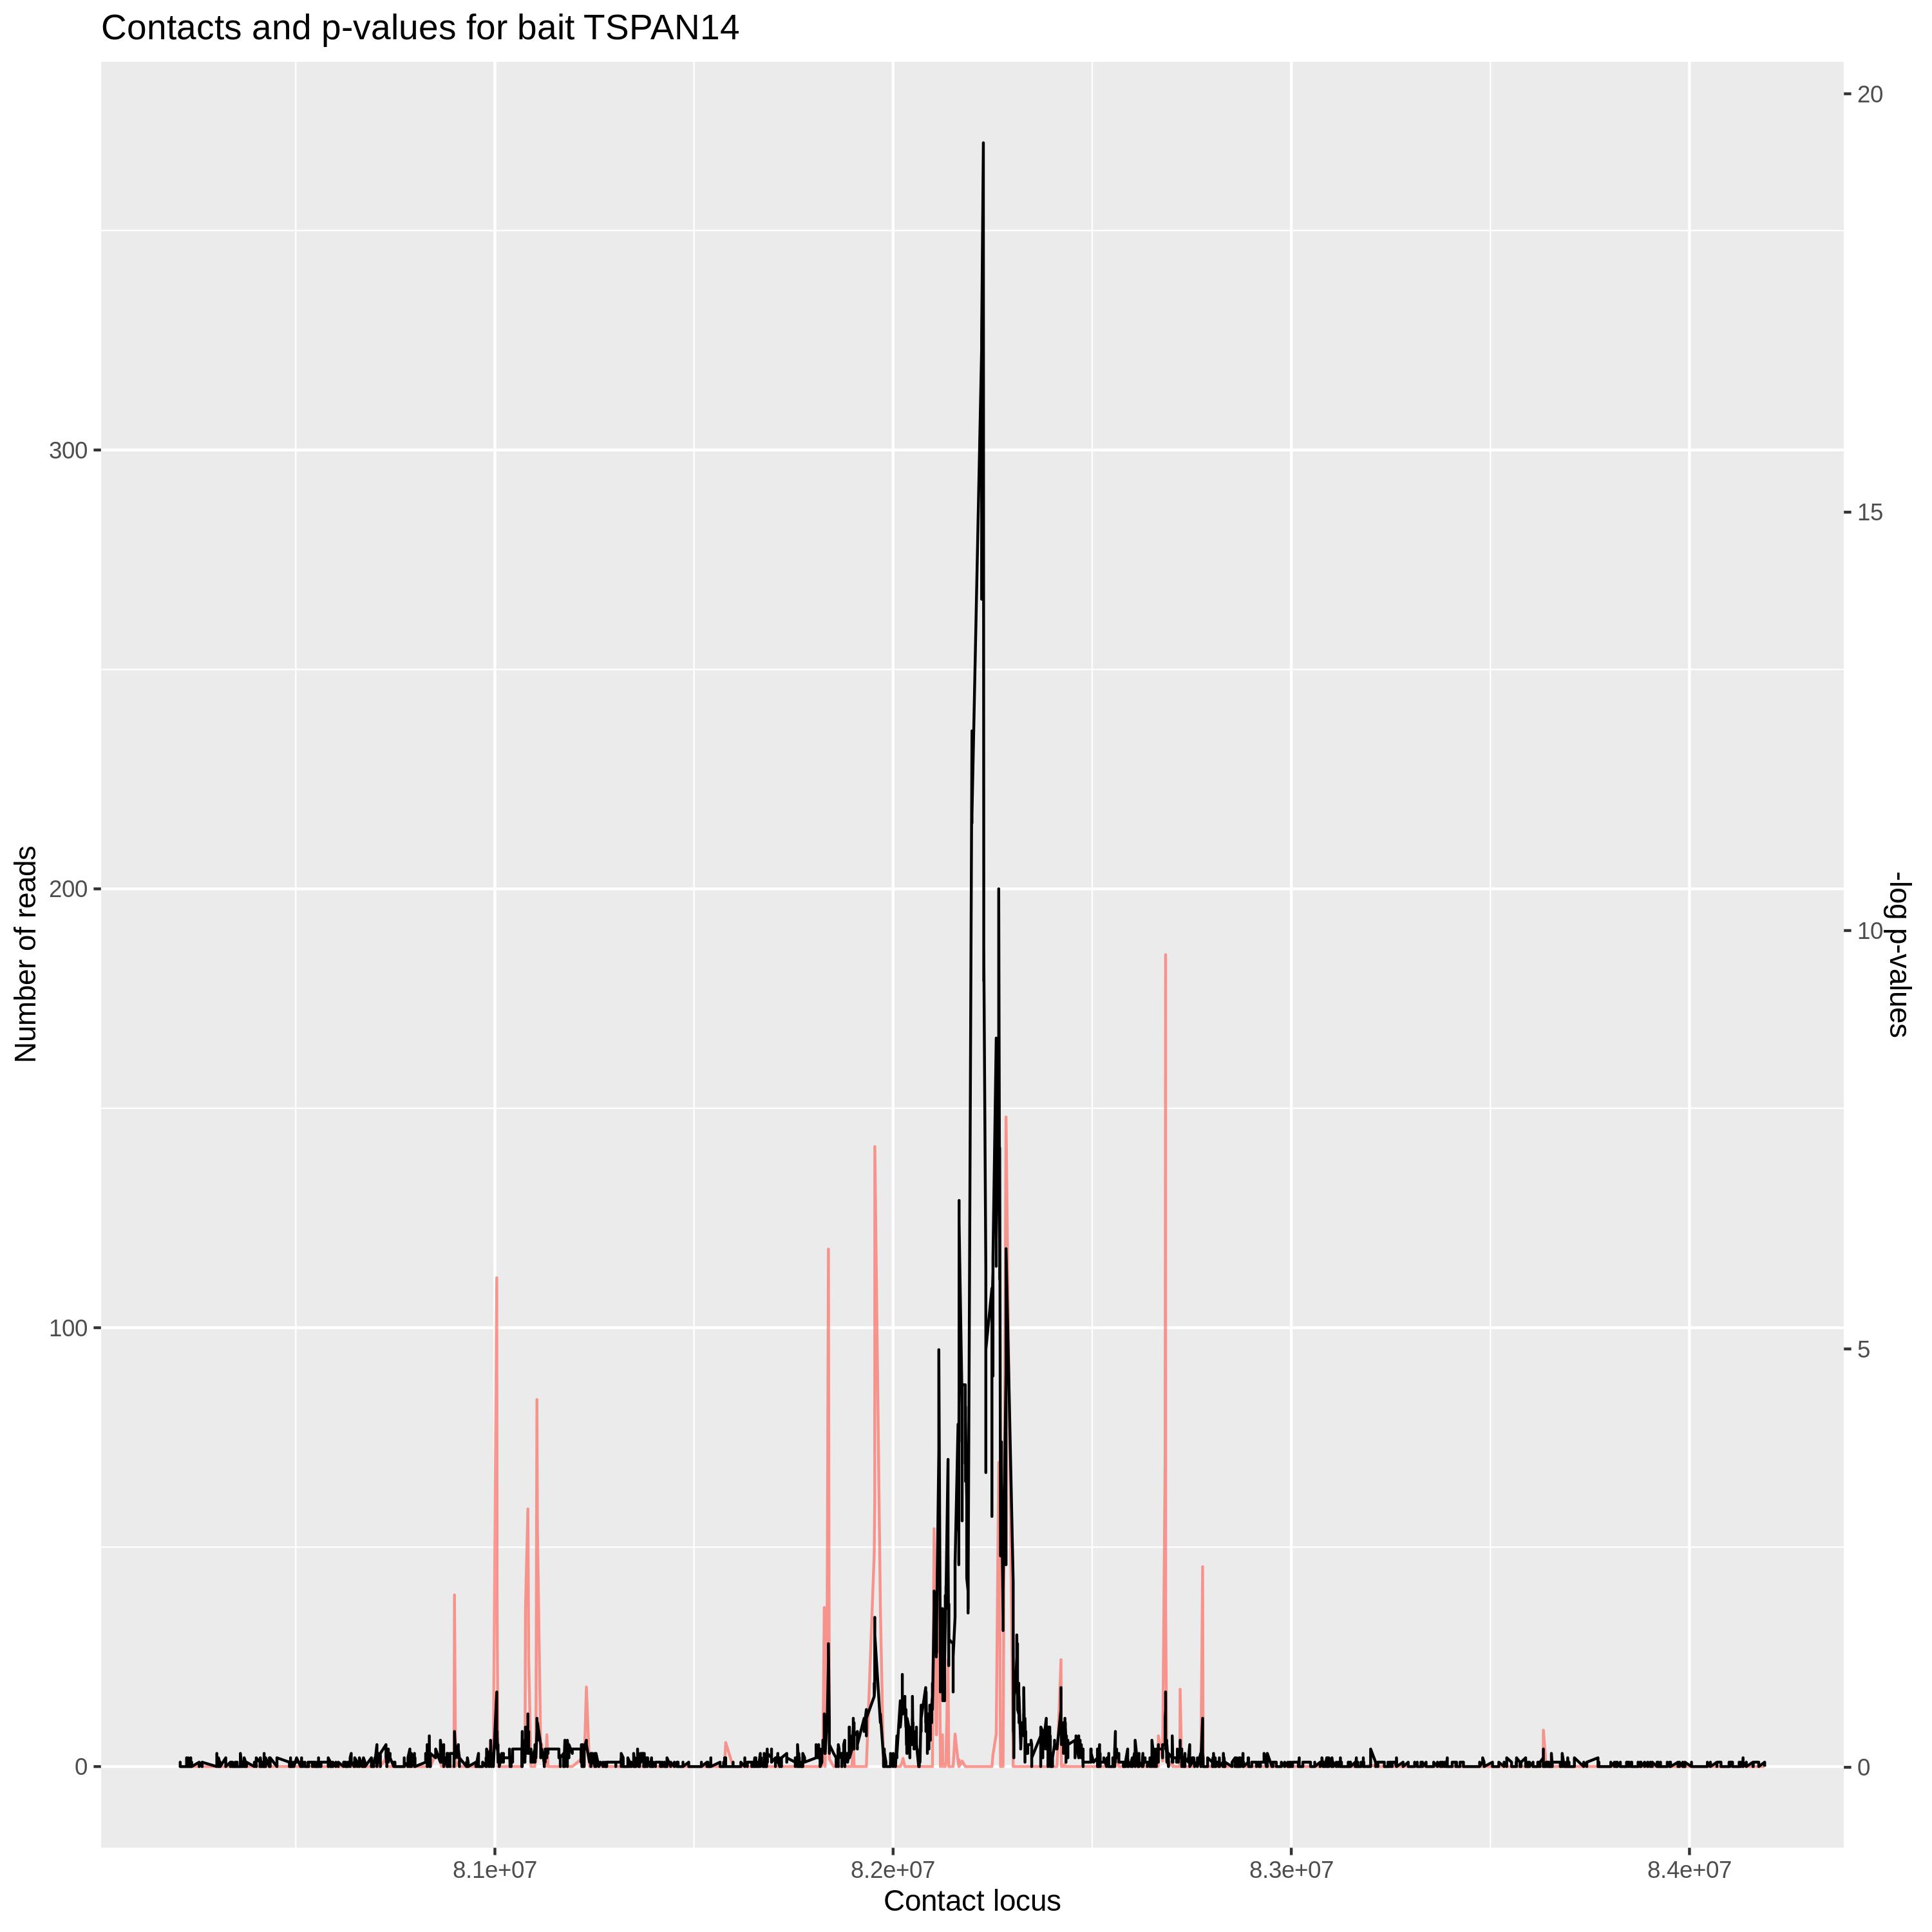 Contacts and p-values for bait TSPAN14
Number of reads
300
200
100
0
20
15
10
5
0
-log p-values
8.1e+07
8.2e+07
8.3e+07
8.4e+07
Contact locus